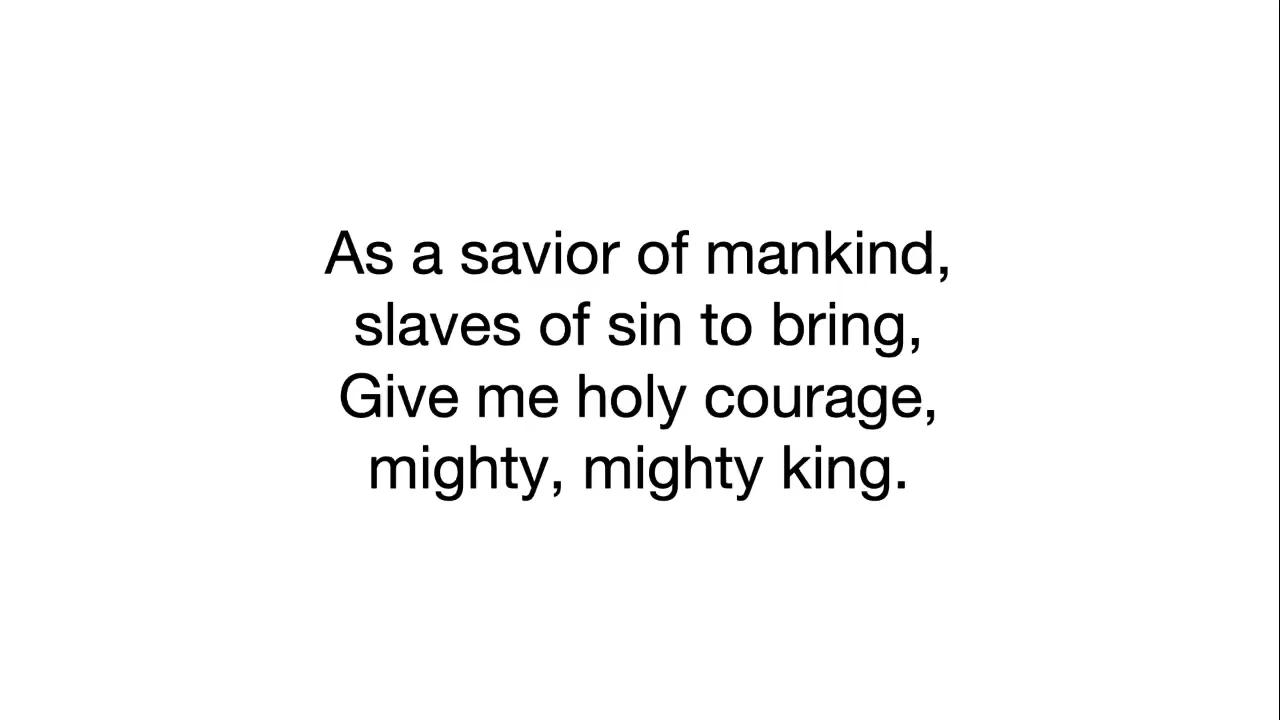 As a savior of mankind,
slaves of sin to bring,
Give me holy courage,
mighty, mighty king.